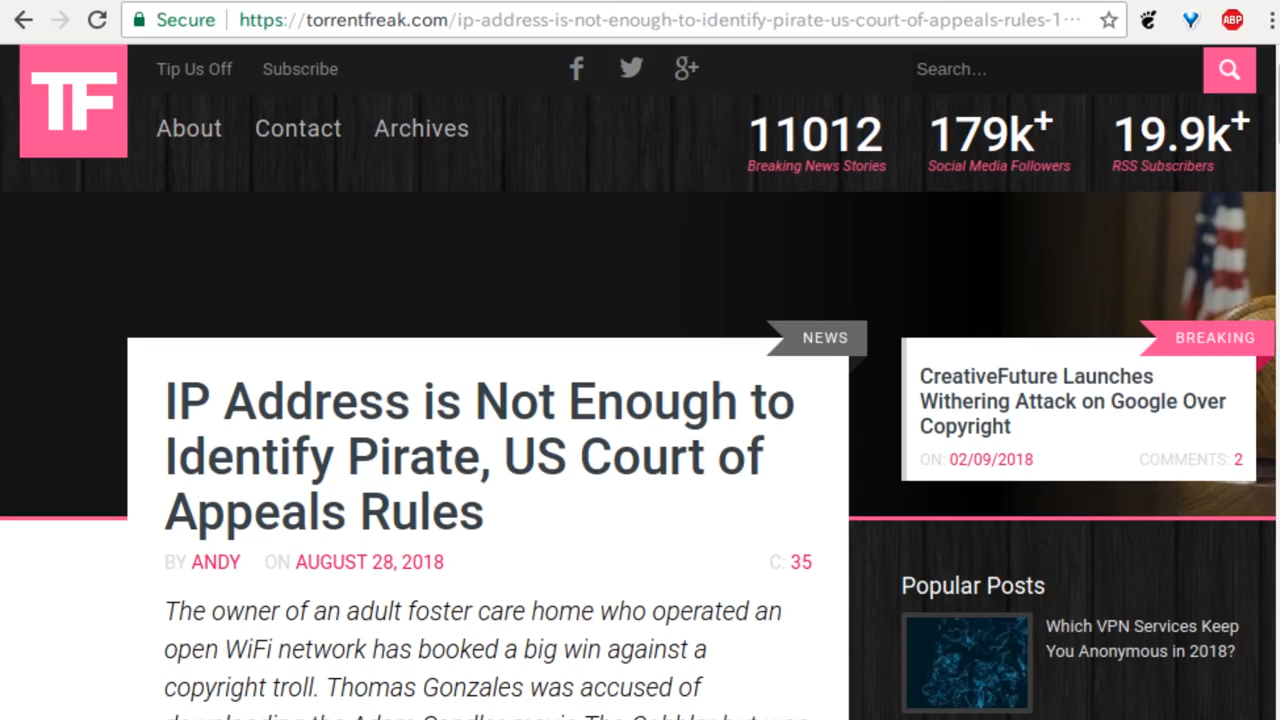 Secure https://torrentfreak.com/ip-address-is-not-enough-to-identify-pirate-us-court-of-appeals-rules-1···
ABP
TF
Tip Us Off Subscribe
Search...
About Contact Archives
11012 179k+ 19.9k+
Breaking News Stories Social Media Followers RSS Subscribers
NEWS
IP Address is Not Enough to
Identify Pirate, US Court of
Appeals Rules
BY ANDY ON AUGUST 28, 2018 C: 35
The owner of an adult foster care home who operated an
open WiFi network has booked a big win against a
copyright troll. Thomas Gonzales was accused of
BREAKING
CreativeFuture Launches
Withering Attack on Google Over
Copyright
ON: 02/09/2018 COMMENTS: 2
Popular Posts
Which VPN Services Keep
You Anonymous in 2018?